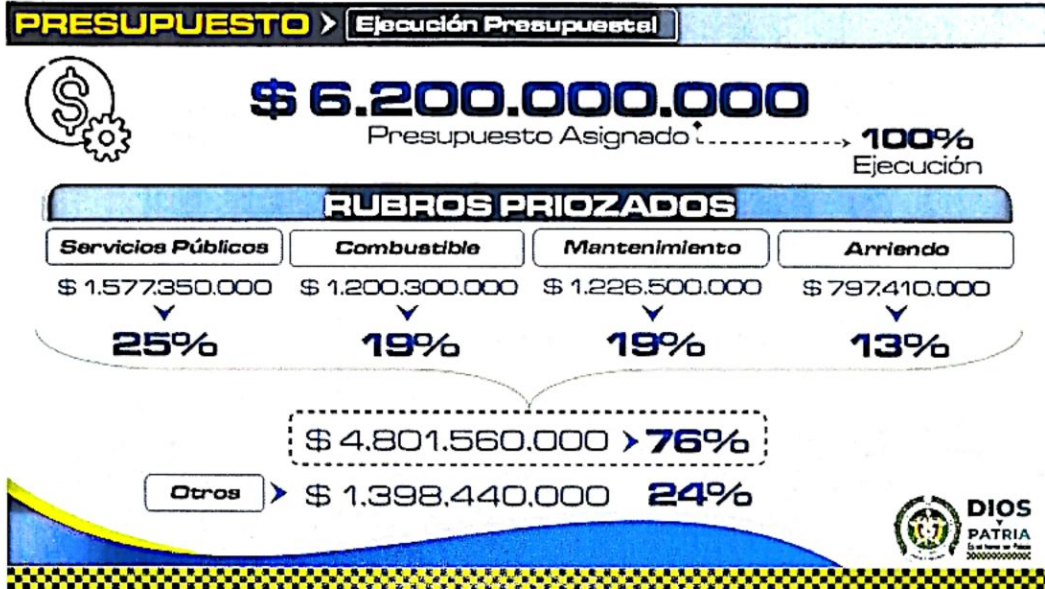 PRESUPUESTO > Ejecución Presupuestal
$ 6.200.000.000
Presupuesto Asignado
100%
Ejecución
RUBROS PRIOZADOS
Servicios Públicos Combustible Mantenimiento Arriendo
$ 1.577.350.000 $ 1.200.300.000 $ 1.226.500.000 $ 797.410.000
25% 19% 19% 13%
$ 4.801.560.000 > 76%
Otros > $ 1.398.440.000 24%
DIOS
Y
PATRIA